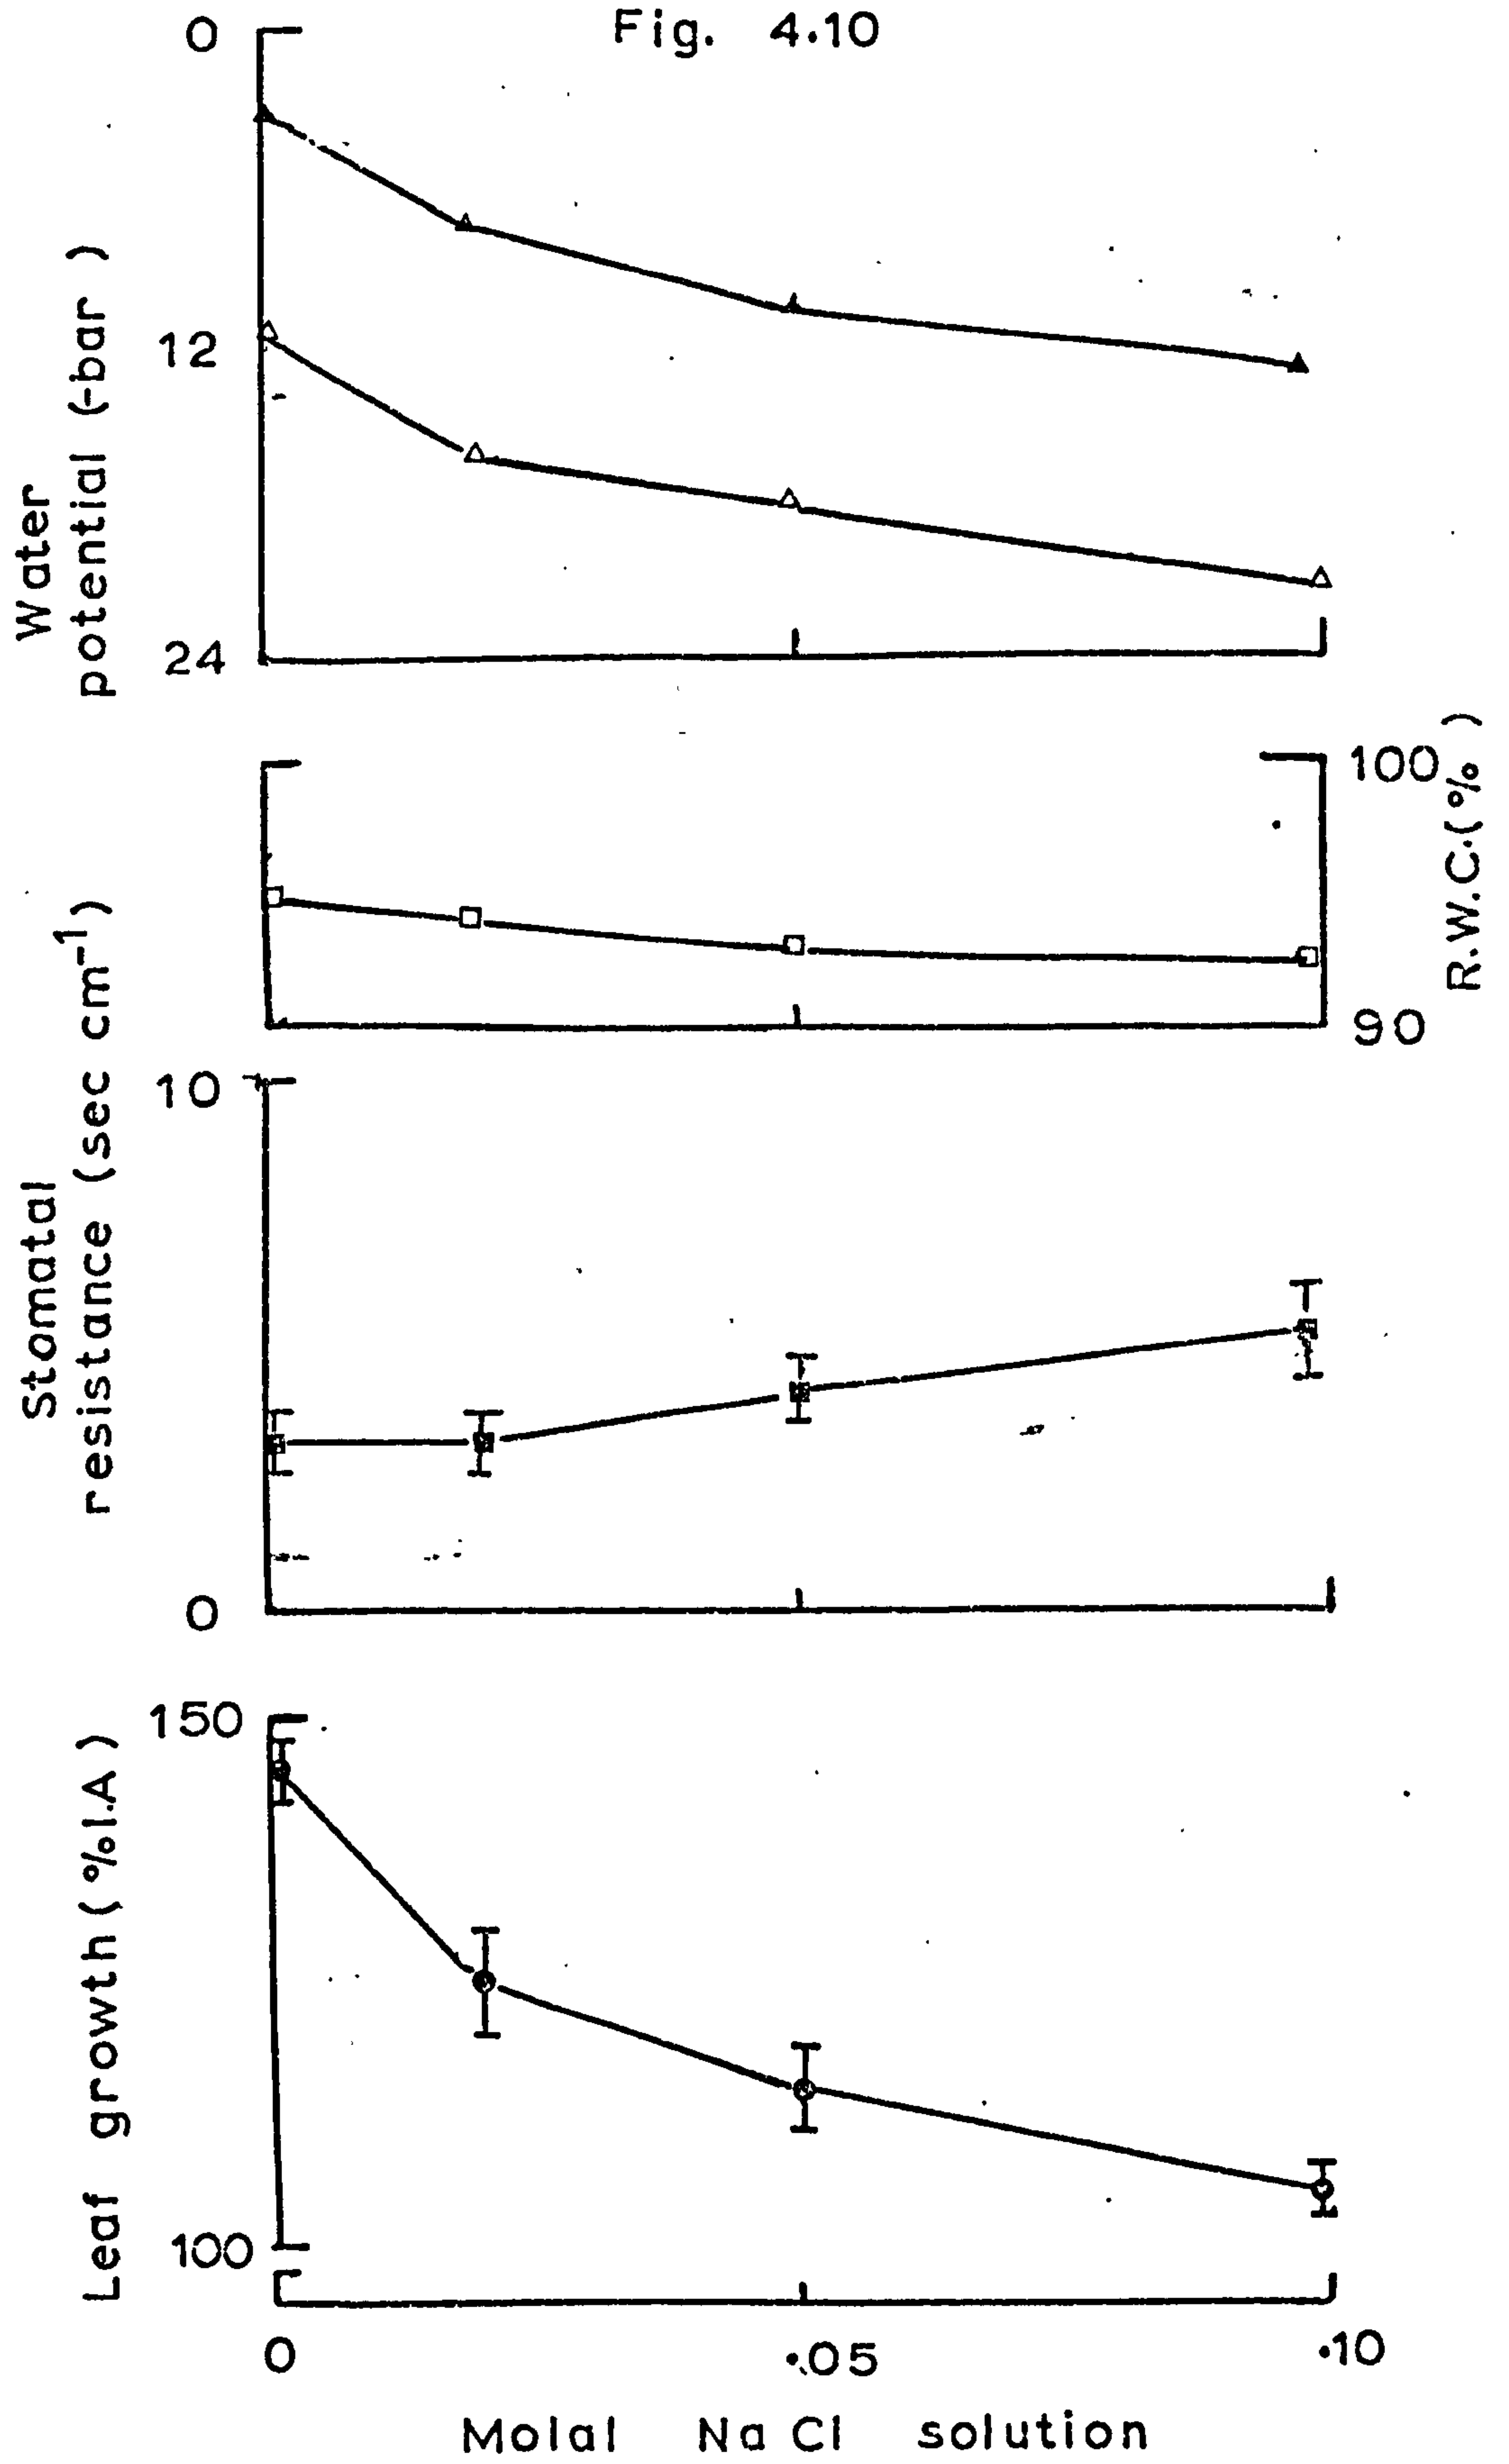 Fig. 4.10
0
12
24
Water
potential (-bar )
100
90
R.W.C.(% )
10
0
Stomatal
resistance (sec cm⁻¹)
150
100
Leaf growth (%I.A)
0 .05 .10
Molal NaCl solution